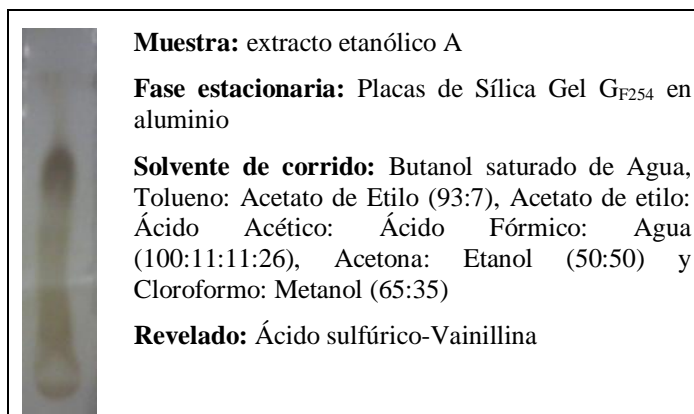 Muestra: extracto etanólico A
Fase estacionaria: Placas de Sílica Gel GF254 en
aluminio
Solvente de corrido: Butanol saturado de Agua,
Tolueno: Acetato de Etilo (93:7), Acetato de etilo:
Ácido Acético: Ácido Fórmico: Agua
(100:11:11:26), Acetona: Etanol (50:50) y
Cloroformo: Metanol (65:35)
Revelado: Ácido sulfúrico-Vainillina